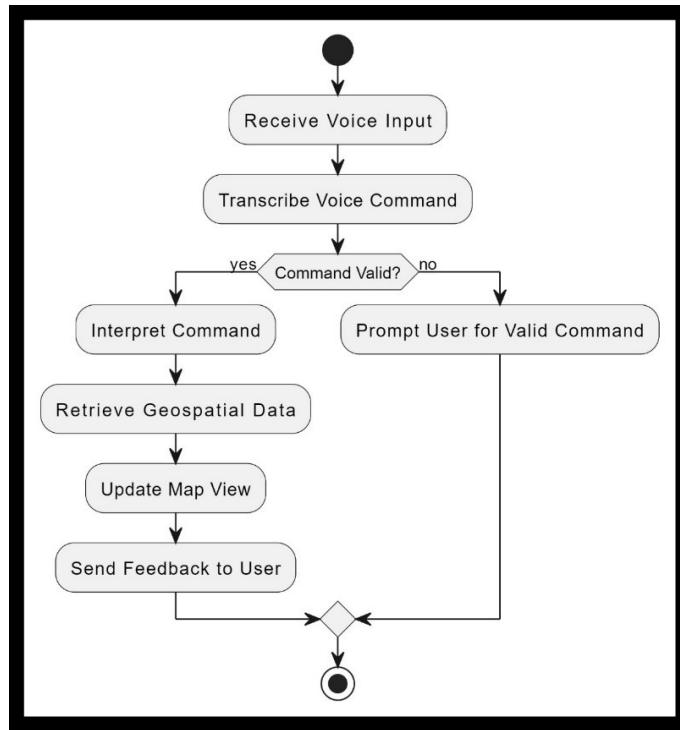 Receive Voice Input
Transcribe Voice Command
yes
Command Valid?
no
Interpret Command
Prompt User for Valid Command
Retrieve Geospatial Data
Update Map View
Send Feedback to User